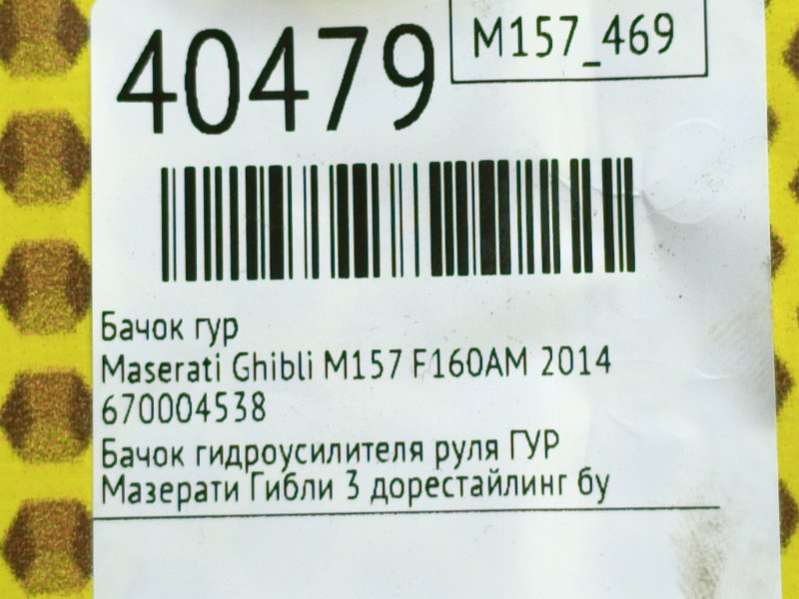 40479
M157_469
Бачок гур
Maserati Ghibli M157 F160AM 2014
670004538
Бачок гидроусилителя руля ГУР
Мазерати Гибли 3 дорестайлинг бу